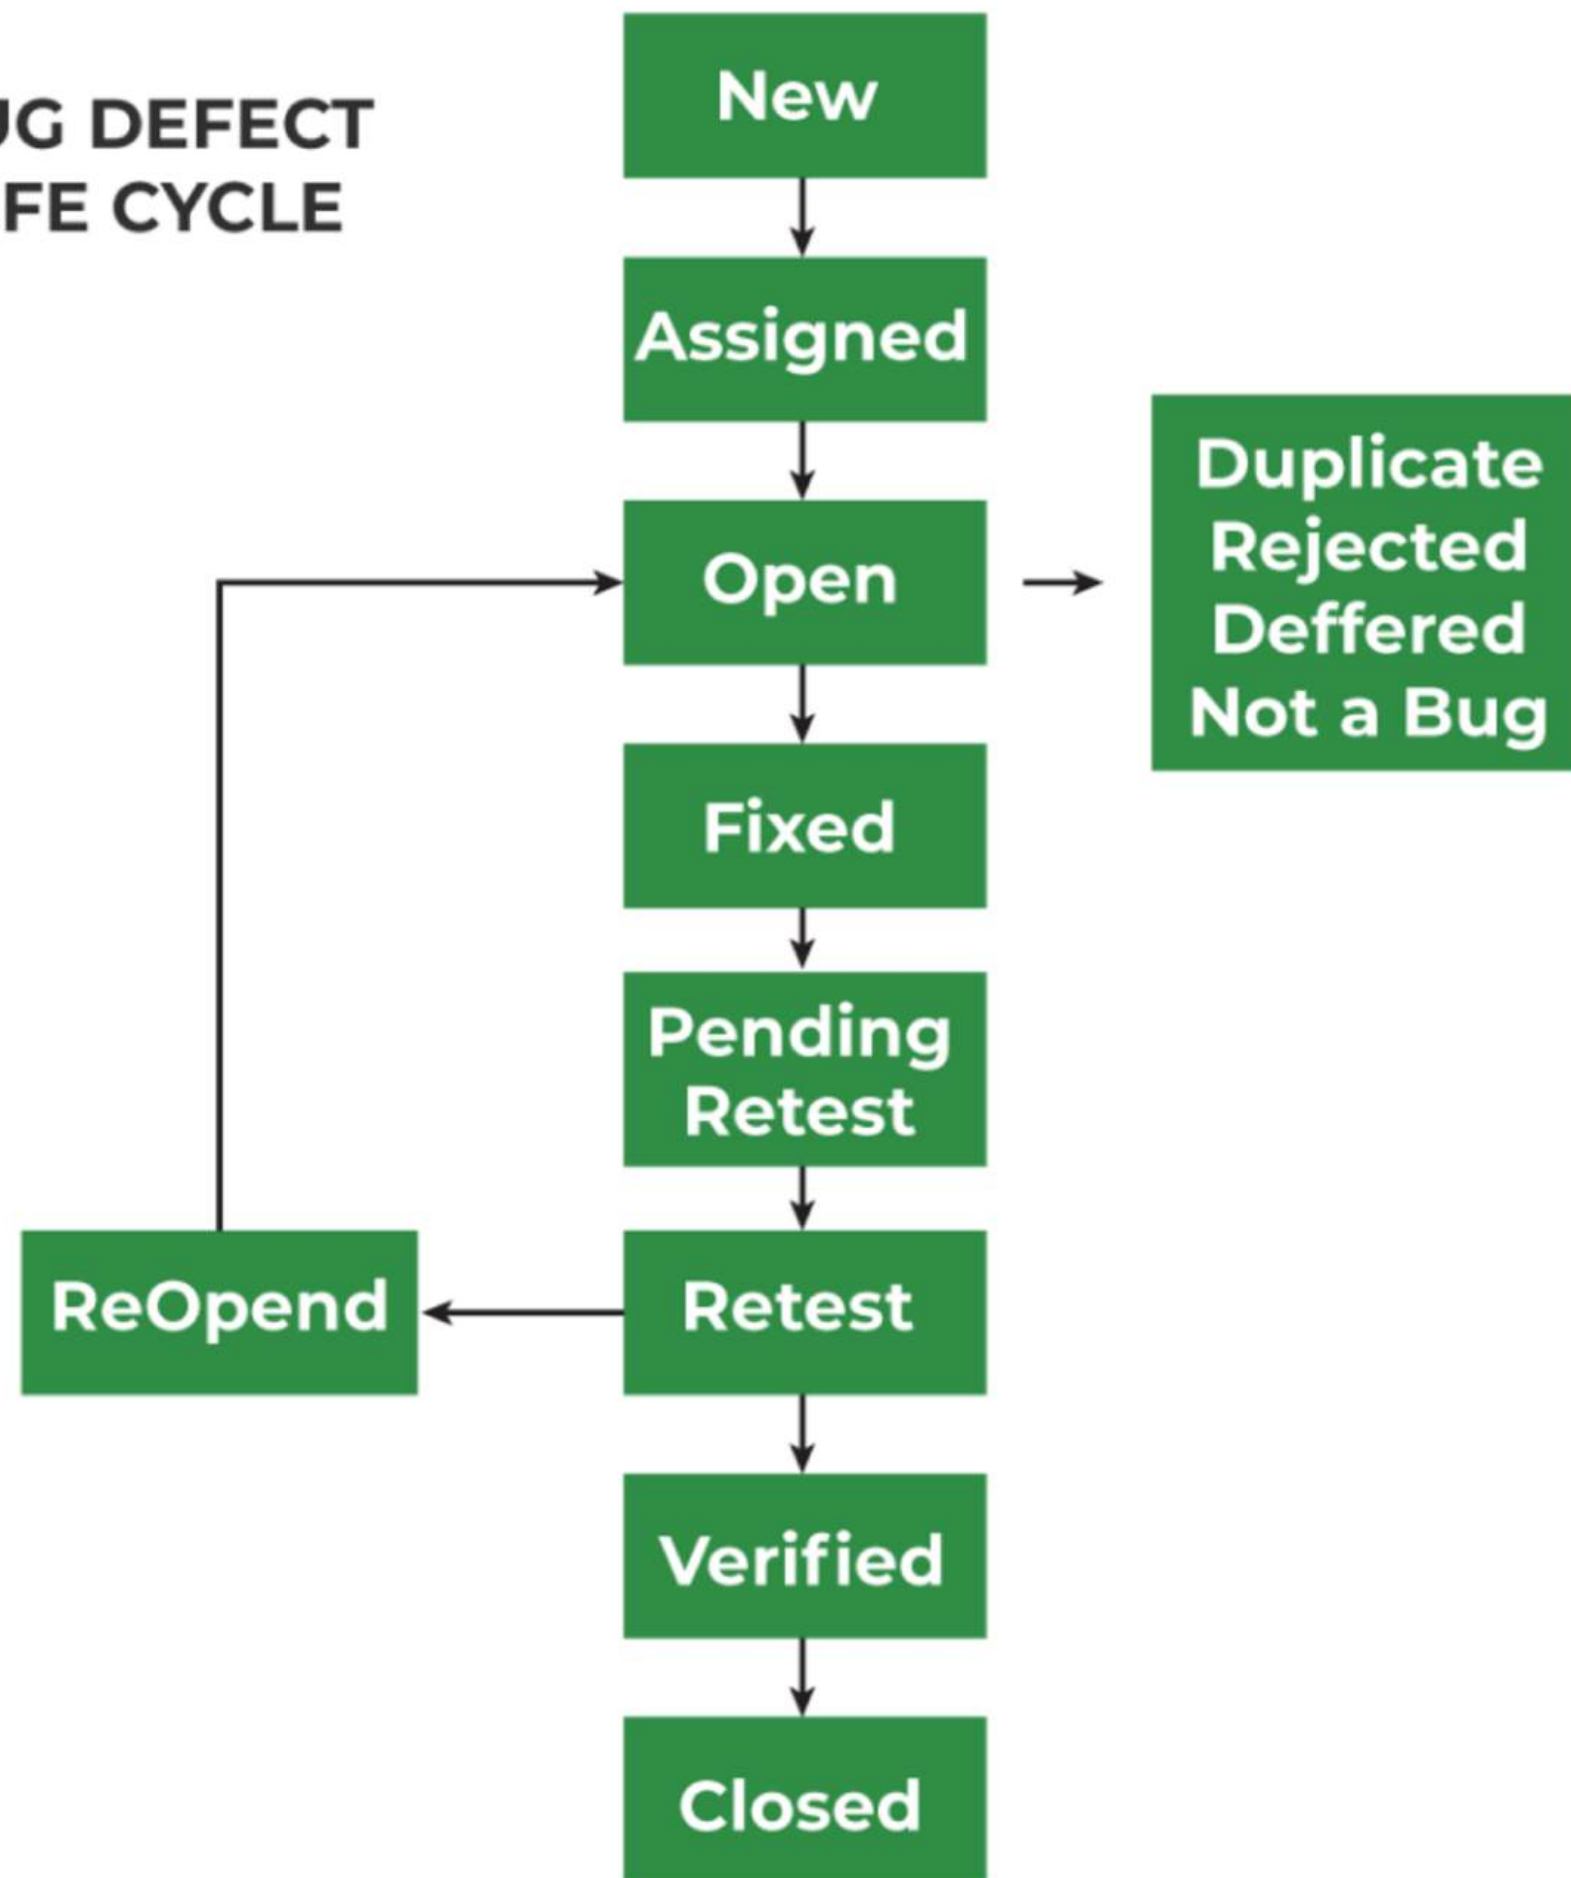 UG DEFECT
FE CYCLE
New
Assigned
Open
Duplicate
Rejected
Deffered
Not a Bug
Fixed
Pending
Retest
ReOpend
Retest
Verified
Closed